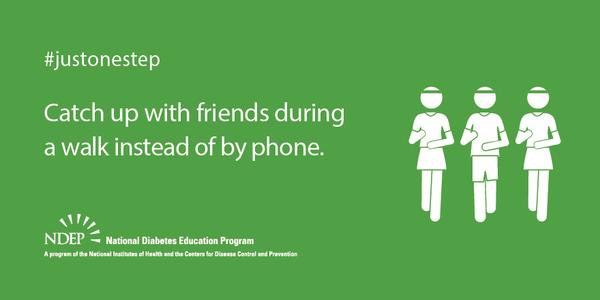 #justonestep
Catch up with friends during
a walk instead of by phone.
NDEP National Diabetes Education Program
A program of the National Institutes of Health and the Centers for Disease Control and Prevention